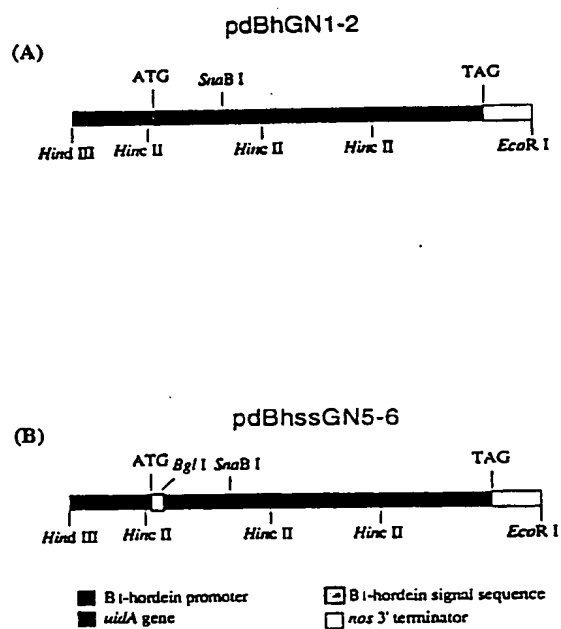 pdBhGN1-2
(A)
ATG SnaB I TAG
Hind III Hinc II Hinc II Hinc II EcoR I
pdBhssGN5-6
(B)
ATG Bgl I SnaB I TAG
Hind III Hinc II Hinc II Hinc II EcoR I
B1-hordein promoter B1-hordein signal sequence
uidA gene nos 3' terminator